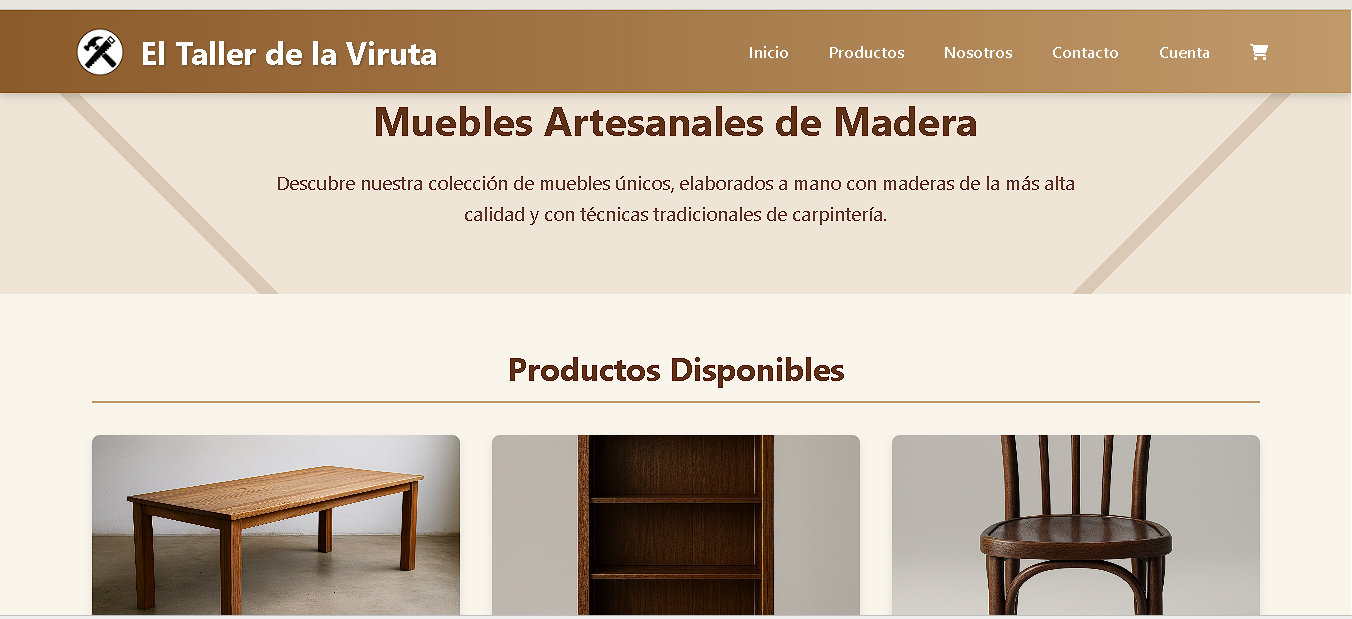 El Taller de la Viruta
Inicio Productos Nosotros Contacto Cuenta
Muebles Artesanales de Madera
Descubre nuestra colección de muebles únicos, elaborados a mano con maderas de la más alta
calidad y con técnicas tradicionales de carpintería.
Productos Disponibles